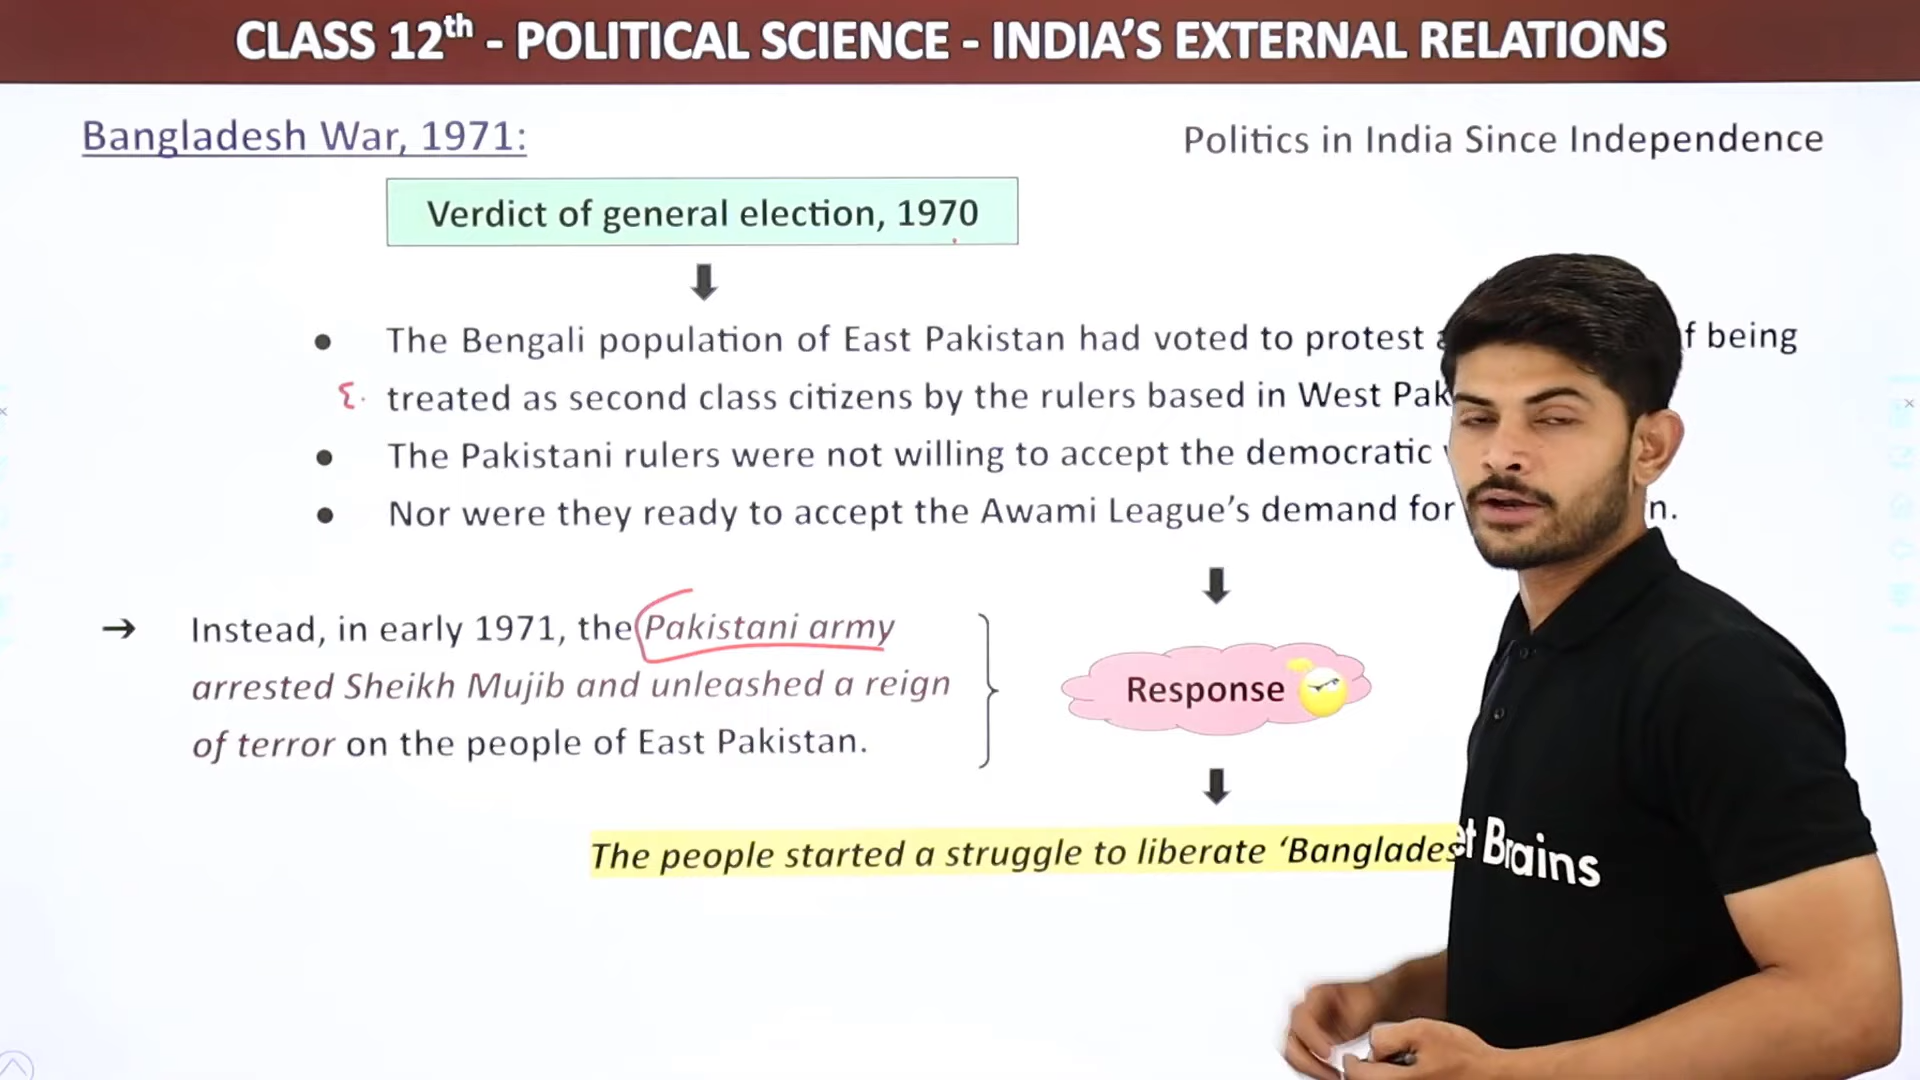 CLASS 12th - POLITICAL SCIENCE - INDIA’S EXTERNAL RELATIONS
Bangladesh War, 1971:
Politics in India Since Independence
Verdict of general election, 1970
The Bengali population of East Pakistan had voted to protest f being
treated as second class citizens by the rulers based in West Pak
The Pakistani rulers were not willing to accept the democratic
Nor were they ready to accept the Awami League’s demand for n.
➔ Instead, in early 1971, the Pakistani army
arrested Sheikh Mujib and unleashed a reign
of terror on the people of East Pakistan.
Response
The people started a struggle to liberate ‘Banglades
et Brains